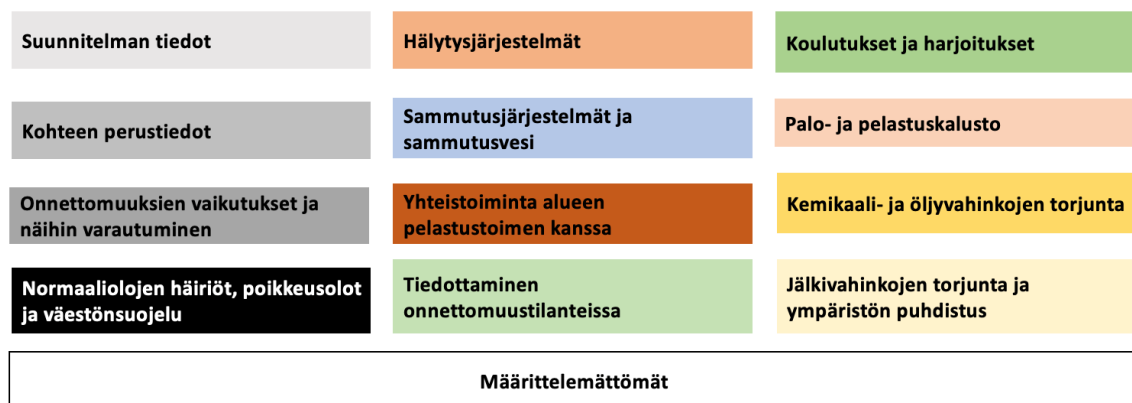 Suunnitelman tiedot
Hälytysjärjestelmät
Koulutukset ja harjoitukset
Kohteen perustiedot
Sammutusjärjestelmät ja
sammutusvesi
Palo- ja pelastuskalusto
Onnettomuuksien vaikutukset ja
näihin varautuminen
Yhteistoiminta alueen
pelastustoimen kanssa
Kemikaali- ja öljyvahinkojen torjunta
Normaaliolojen häiriöt, poikkeusolot
ja väestönsuojelu
Tiedottaminen
onnettomuustilanteissa
Jälkivahinkojen torjunta ja
ympäristön puhdistus
Määrittelemättömät